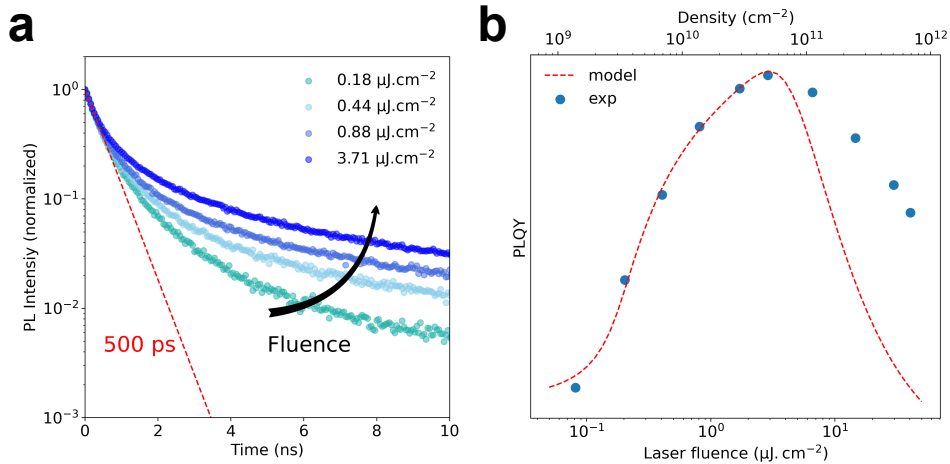 a
PL Intensiy (normalized)
10⁰
10⁻¹
10⁻²
10⁻³
0.18 μJ.cm⁻²
0.44 μJ.cm⁻²
0.88 μJ.cm⁻²
3.71 μJ.cm⁻²
500 ps
Fluence
0 2 4 6 8 10
Time (ns)
b
Density (cm⁻²)
10⁹ 10¹⁰ 10¹¹ 10¹²
model
exp
PLQY
10⁻¹ 10⁰ 10¹
Laser fluence (μJ. cm⁻²)